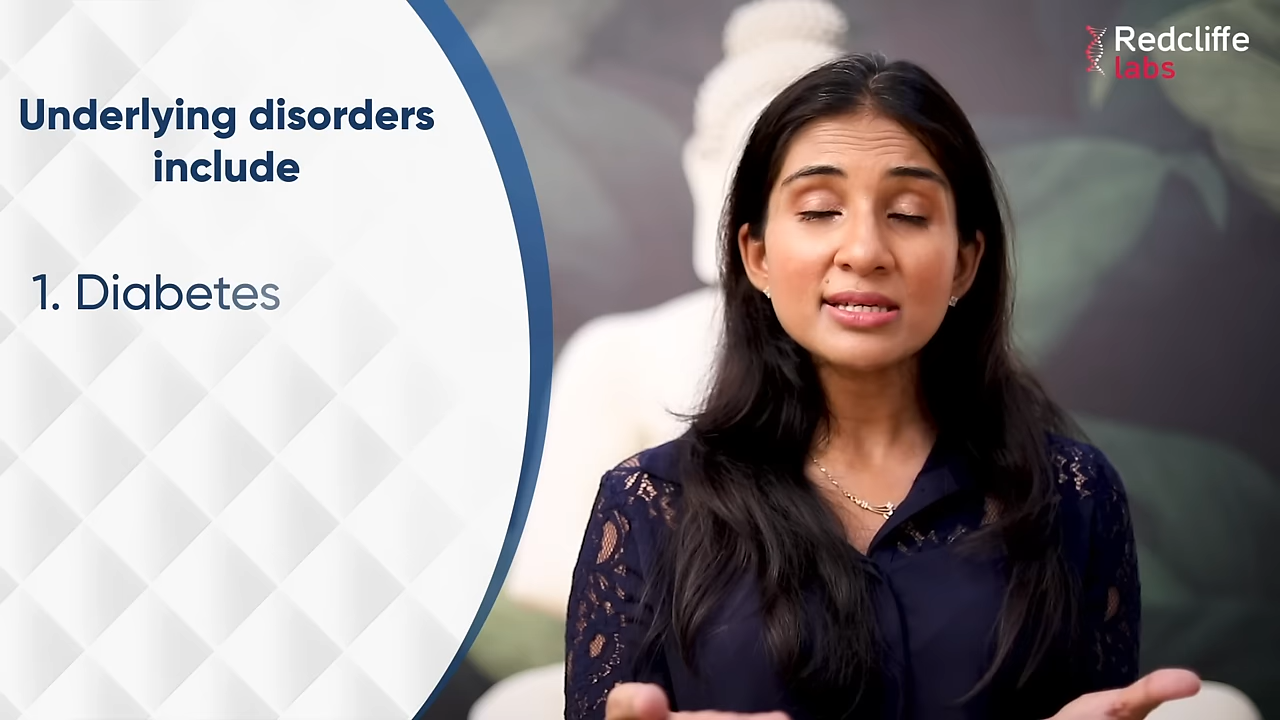 Underlying disorders
include
1. Diabetes
Redcliffe
labs